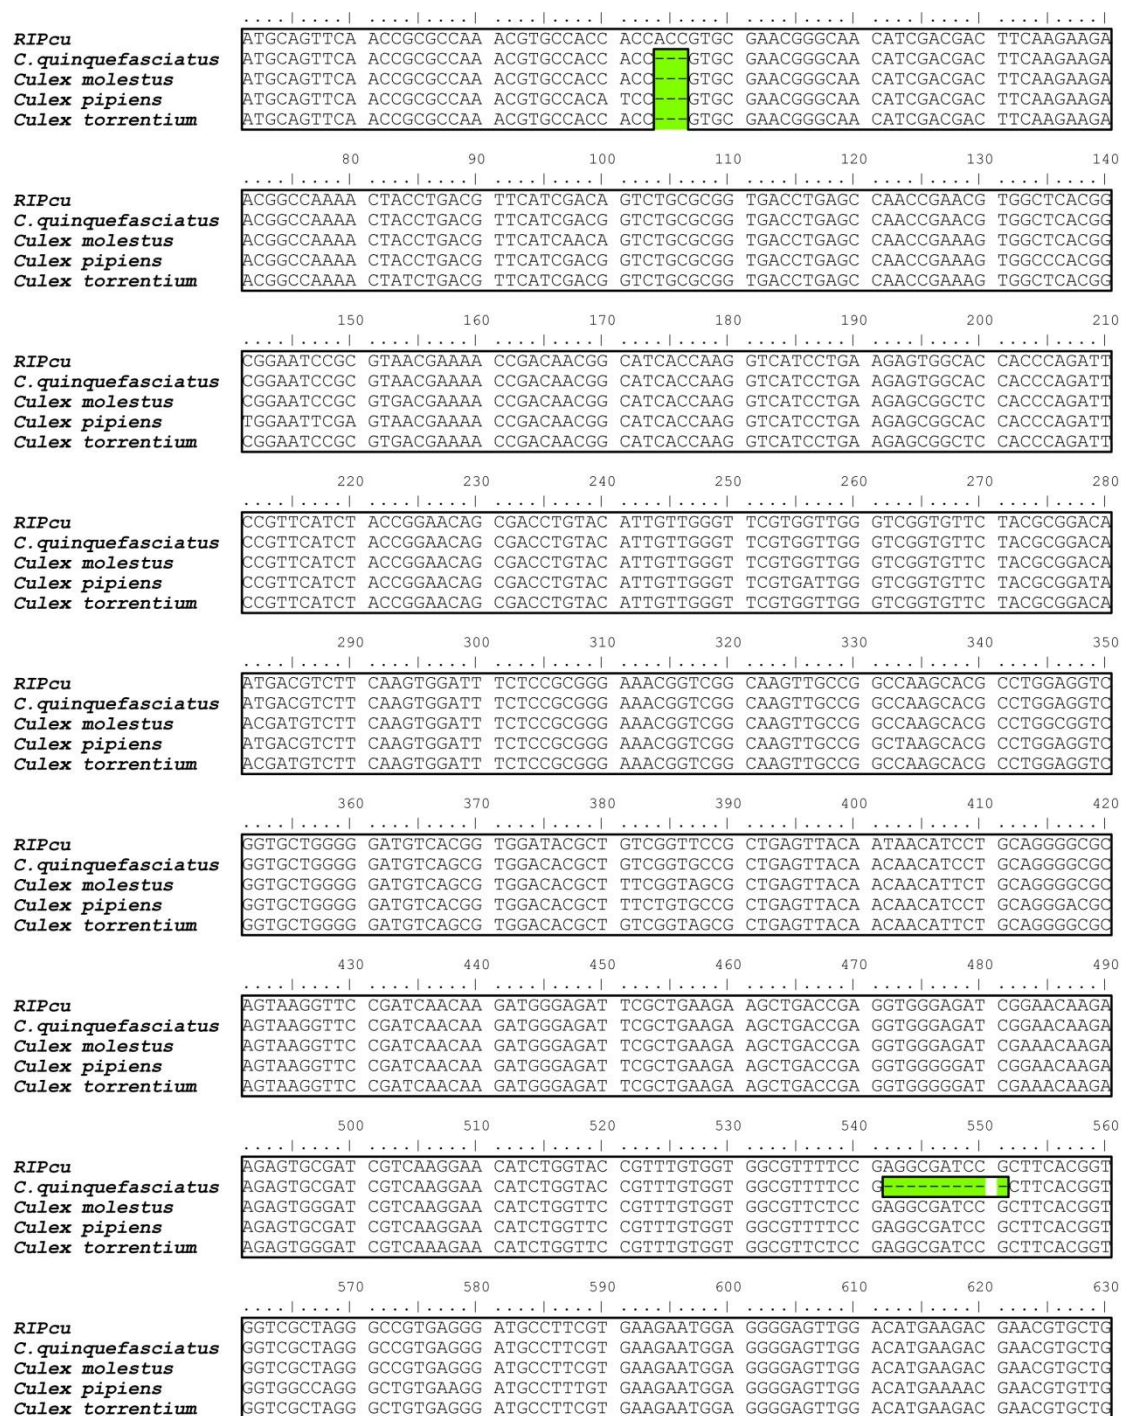 ....|....| ....|....| ....|....| ....|....| ....|....| ....|....| ....|....|
RIPcu ATGCAGTTCA ACCGCGCCAA ACGTGCCACC ACCACCGTGC GAACGGGCAA CATCGACGAC TTCAAGAAGA
C.quinquefasciatus ATGCAGTTCA ACCGCGCCAA ACGTGCCACC ACC---GTGC GAACGGGCAA CATCGACGAC TTCAAGAAGA
Culex molestus ATGCAGTTCA ACCGCGCCAA ACGTGCCACC ACC---GTGC GAACGGGCAA CATCGACGAC TTCAAGAAGA
Culex pipiens ATGCAGTTCA ACCGCGCCAA ACGTGCCACA TCC---GTGC GAACGGGCAA CATCGACGAC TTCAAGAAGA
Culex torrentium ATGCAGTTCA ACCGCGCCAA ACGTGCCACC ACC---GTGC GAACGGGCAA CATCGACGAC TTCAAGAAGA
80 90 100 110 120 130 140
....|....| ....|....| ....|....| ....|....| ....|....| ....|....| ....|....|
RIPcu ACGGCCAAAA CTACCTGACG TTCATCGACA GTCTGCGCGG TGACCTGAGC CAACCGAACG TGGCTCACGG
C.quinquefasciatus ACGGCCAAAA CTACCTGACG TTCATCGACG GTCTGCGCGG TGACCTGAGC CAACCGAACG TGGCTCACGG
Culex molestus ACGGCCAAAA CTACCTGACG TTCATCAACA GTCTGCGCGG TGACCTGAGC CAACCGAAAG TGGCTCACGG
Culex pipiens ACGGCCAAAA CTACCTGACG TTCATCGACG GTCTGCGCGG TGACCTGAGC CAACCGAAAG TGGCCCACGG
Culex torrentium ACGGCCAAAA CTATCTGACG TTCATCGACG GTCTGCGCGG TGACCTGAGC CAACCGAAAG TGGCTCACGG
150 160 170 180 190 200 210
....|....| ....|....| ....|....| ....|....| ....|....| ....|....| ....|....|
RIPcu CGGAATCCGC GTAACGAAAA CCGACAACGG CATCACCAAG GTCATCCTGA AGAGTGGCAC CACCCAGATT
C.quinquefasciatus CGGAATCCGC GTAACGAAAA CCGACAACGG CATCACCAAG GTCATCCTGA AGAGTGGCAC CACCCAGATT
Culex molestus CGGAATCCGC GTGACGAAAA CCGACAACGG CATCACCAAG GTCATCCTGA AGAGCGGCTC CACCCAGATT
Culex pipiens TGGAATTCGA GTAACGAAAA CCGACAACGG CATCACCAAG GTCATCCTGA AGAGCGGCAC CACCCAGATT
Culex torrentium CGGAATCCGC GTGACGAAAA CCGACAACGG CATCACCAAG GTCATCCTGA AGAGCGGCTC CACCCAGATT
220 230 240 250 260 270 280
....|....| ....|....| ....|....| ....|....| ....|....| ....|....| ....|....|
RIPcu CCGTTCATCT ACCGGAACAG CGACCTGTAC ATTGTTGGGT TCGTGGTTGG GTCGGTGTTC TACGCGGACA
C.quinquefasciatus CCGTTCATCT ACCGGAACAG CGACCTGTAC ATTGTTGGGT TCGTGGTTGG GTCGGTGTTC TACGCGGACA
Culex molestus CCGTTCATCT ACCGGAACAG CGACCTGTAC ATTGTTGGGT TCGTGGTTGG GTCGGTGTTC TACGCGGACA
Culex pipiens CCGTTCATCT ACCGGAACAG CGACCTGTAC ATTGTTGGGT TCGTGATTGG GTCGGTGTTC TACGCGGATA
Culex torrentium CCGTTCATCT ACCGGAACAG CGACCTGTAC ATTGTTGGGT TCGTGGTTGG GTCGGTGTTC TACGCGGACA
290 300 310 320 330 340 350
....|....| ....|....| ....|....| ....|....| ....|....| ....|....| ....|....|
RIPcu ATGACGTCTT CAAGTGGATT TCTCCGCGGG AAACGGTCGG CAAGTTGCCG GCCAAGCACG CCTGGAGGTC
C.quinquefasciatus ATGACGTCTT CAAGTGGATT TCTCCGCGGG AAACGGTCGG CAAGTTGCCG GCCAAGCACG CCTGGAGGTC
Culex molestus ACGATGTCTT CAAGTGGATT TCTCCGCGGG AAACGGTCGG CAAGTTGCCG GCCAAGCACG CCTGGCGGTC
Culex pipiens ATGACGTCTT CAAGTGGATT TCTCCGCGGG AAACGGTCGG CAAGTTGCCG GCTAAGCACG CCTGGAGGTC
Culex torrentium ACGATGTCTT CAAGTGGATT TCTCCGCGGG AAACGGTCGG CAAGTTGCCG GCCAAGCACG CCTGGAGGTC
360 370 380 390 400 410 420
....|....| ....|....| ....|....| ....|....| ....|....| ....|....| ....|....|
RIPcu GGTGCTGGGG GATGTCACGG TGGATACGCT GTCGGTTCCG CTGAGTTACA ATAACATCCT GCAGGGGCGC
C.quinquefasciatus GGTGCTGGGG GATGTCAGCG TGGACACGCT GTCGGTTCCG CTGAGTTACA ACAACATCCT GCAGGGGCGC
Culex molestus GGTGCTGGGG GATGTCAGCG TGGACACGCT TTCGGTAGCG CTGAGTTACA ACAACATTCT GCAGGGGCGC
Culex pipiens GGTGCTGGGG GATGTCACGG TGGACACGCT TTCTGTGCCG CTGAGTTACA ACAACATCCT GCAGGGACGC
Culex torrentium GGTGCTGGGG GATGTCAGCG TGGACACGCT GTCGGTAGCG CTGAGTTACA ACAACATTCT GCAGGGGCGC
430 440 450 460 470 480 490
....|....| ....|....| ....|....| ....|....| ....|....| ....|....| ....|....|
RIPcu AGTAAGGTTC CGATCAACAA GATGGGAGAT TCGCTGAAGA AGCTGACCGA GGTGGGAGAT CGGAACAAGA
C.quinquefasciatus AGTAAGGTTC CGATCAACAA GATGGGAGAT TCGCTGAAGA AGCTGACCGA GGTGGGAGAT CGGAACAAGA
Culex molestus AGTAAGGTTC CGATCAACAA GATGGGAGAT TCGCTGAAGA AGCTGACCGA GGTGGGAGAT CGAAACAAGA
Culex pipiens AGTAAGGTTC CGATCAACAA GATGGGAGAT TCGCTGAAGA AGCTGACCGA GGTGGGGGAT CGGAACAAGA
Culex torrentium AGTAAGGTTC CGATCAACAA GATGGGAGAT TCGCTGAAGA AGCTGACCGA GGTGGGGGAT CGAAACAAGA
500 510 520 530 540 550 560
....|....| ....|....| ....|....| ....|....| ....|....| ....|....| ....|....|
RIPcu AGAGTGCGAT CGTCAAGGAA CATCTGGTAC CGTTTGTGGT GGCGTTTTCC GAGGCGATCC GCTTCACGGT
C.quinquefasciatus AGAGTGCGAT CGTCAAGGAA CATCTGGTAC CGTTTGTGGT GGCGTTTTCC G--------- -CTTCACGGT
Culex molestus AGAGTGGGAT CGTCAAGGAA CATCTGGTTC CGTTTGTGGT GGCGTTCTCC GAGGCGATCC GCTTCACGGT
Culex pipiens AGAGTGCGAT CGTCAAGGAA CATCTGGTTC CGTTTGTGGT GGCGTTTTCC GAGGCGATCC GCTTCACGGT
Culex torrentium AGAGTGGGAT CGTCAAAGAA CATCTGGTTC CGTTTGTGGT GGCGTTCTCC GAGGCGATCC GCTTCACGGT
570 580 590 600 610 620 630
....|....| ....|....| ....|....| ....|....| ....|....| ....|....| ....|....|
RIPcu GGTCGCTAGG GCCGTGAGGG ATGCCTTCGT GAAGAATGGA GGGGAGTTGG ACATGAAGAC GAACGTGCTG
C.quinquefasciatus GGTCGCTAGG GCCGTGAGGG ATGCCTTCGT GAAGAATGGA GGGGAGTTGG ACATGAAGAC GAACGTGCTG
Culex molestus GGTCGCTAGG GCCGTGAGGG ATGCCTTCGT GAAGAATGGA GGGGAGTTGG ACATGAAGAC GAACGTGCTG
Culex pipiens GGTGGCCAGG GCTGTGAAGG ATGCCTTTGT GAAGAATGGA GGGGAGTTGG ACATGAAAAC GAACGTGTTG
Culex torrentium GGTCGCTAGG GCTGTGAGGG ATGCCTTCGT GAAGAATGGA GGGGAGTTGG ACATGAAGAC GAACGTGCTG